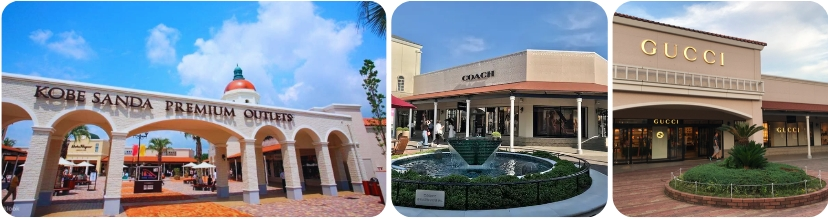 KOBE SANDA PREMIUM OUTLETS
COACH
GUCCI
GUCCI
GUCCI